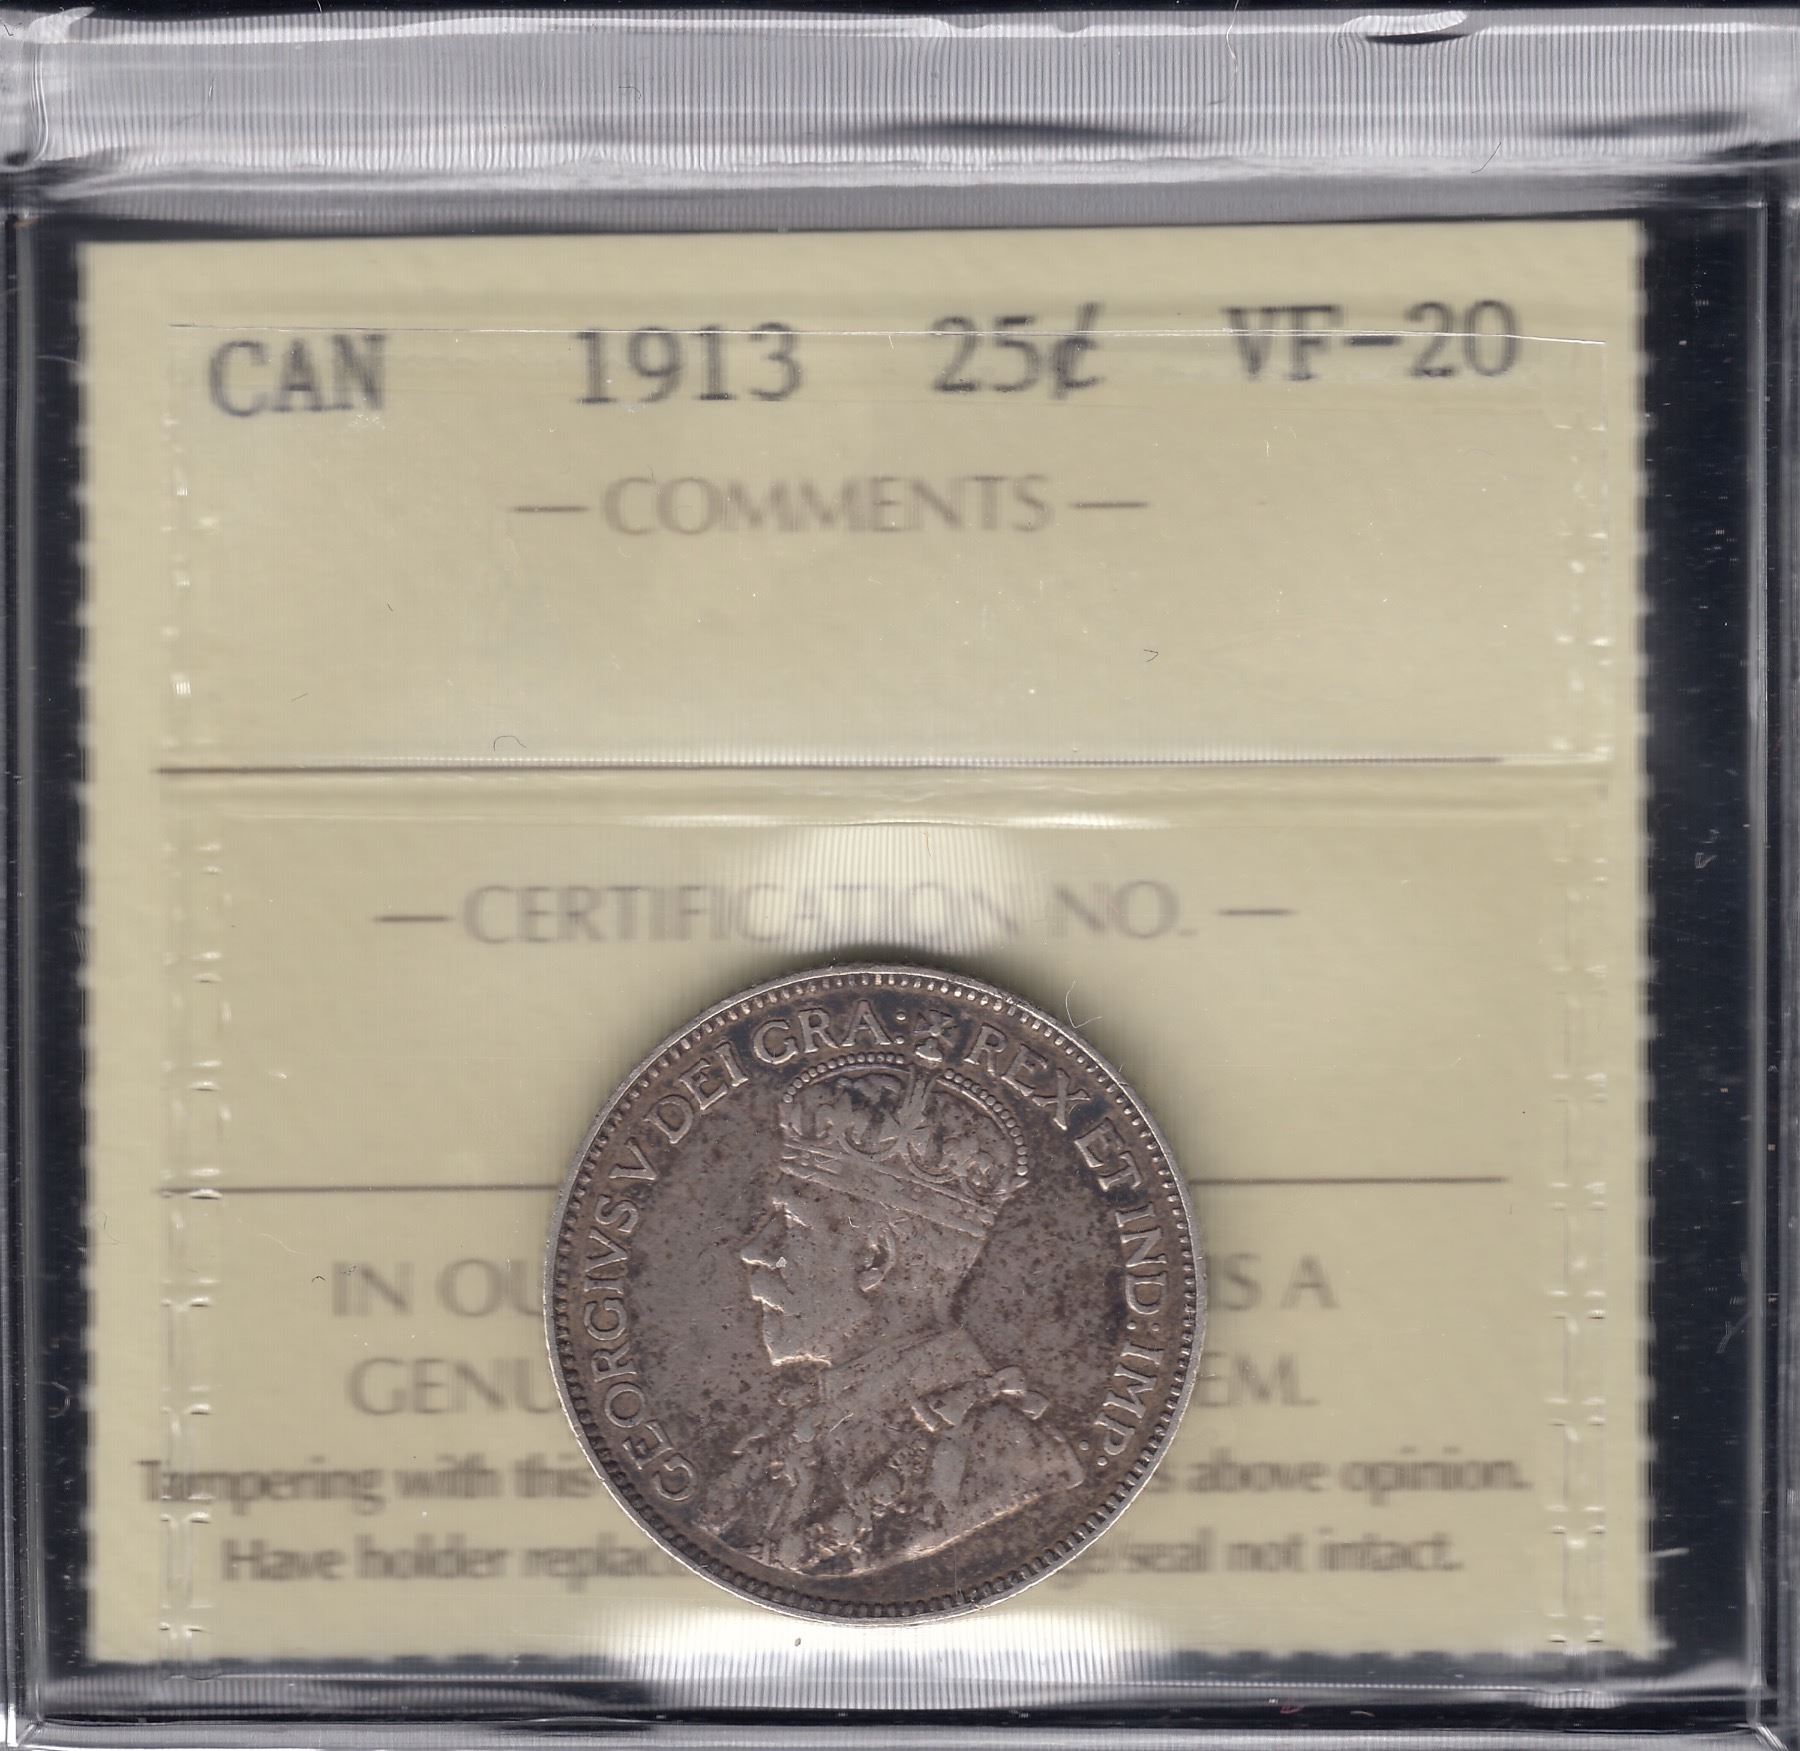 CAN 1913 25¢ VF-20
— COMMENTS —
— CERTIFICATION NO. —
GEORGIVS V DEI GRA: REX ET IND: IMP:
IN OU S A
GENU EM.
Tampering with this s above opinion.
Have holder replac e/seal not intact.